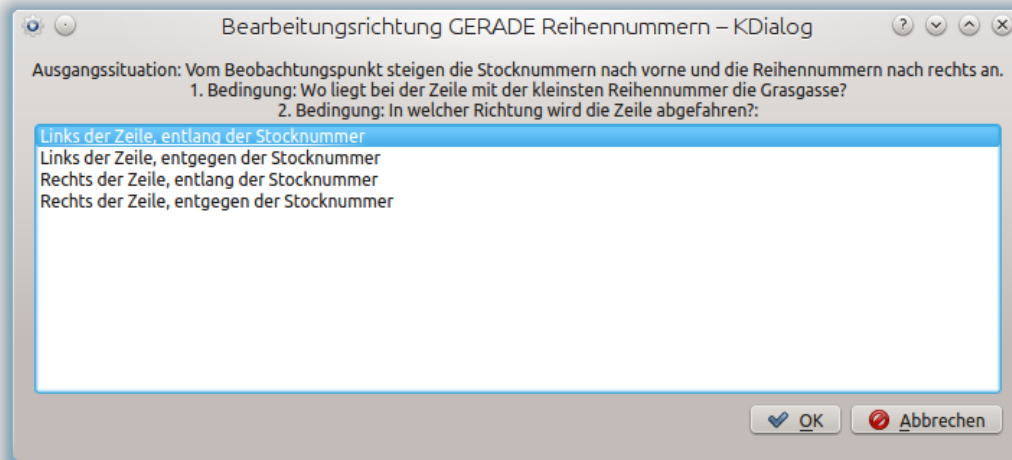 Bearbeitungsrichtung GERADE Reihennummern – KDialog
Ausgangssituation: Vom Beobachtungspunkt steigen die Stocknummern nach vorne und die Reihennummern nach rechts an.
1. Bedingung: Wo liegt bei der Zeile mit der kleinsten Reihennummer die Grasgasse?
2. Bedingung: In welcher Richtung wird die Zeile abgefahren?:
Links der Zeile, entlang der Stocknummer
Links der Zeile, entgegen der Stocknummer
Rechts der Zeile, entlang der Stocknummer
Rechts der Zeile, entgegen der Stocknummer
OK
Abbrechen